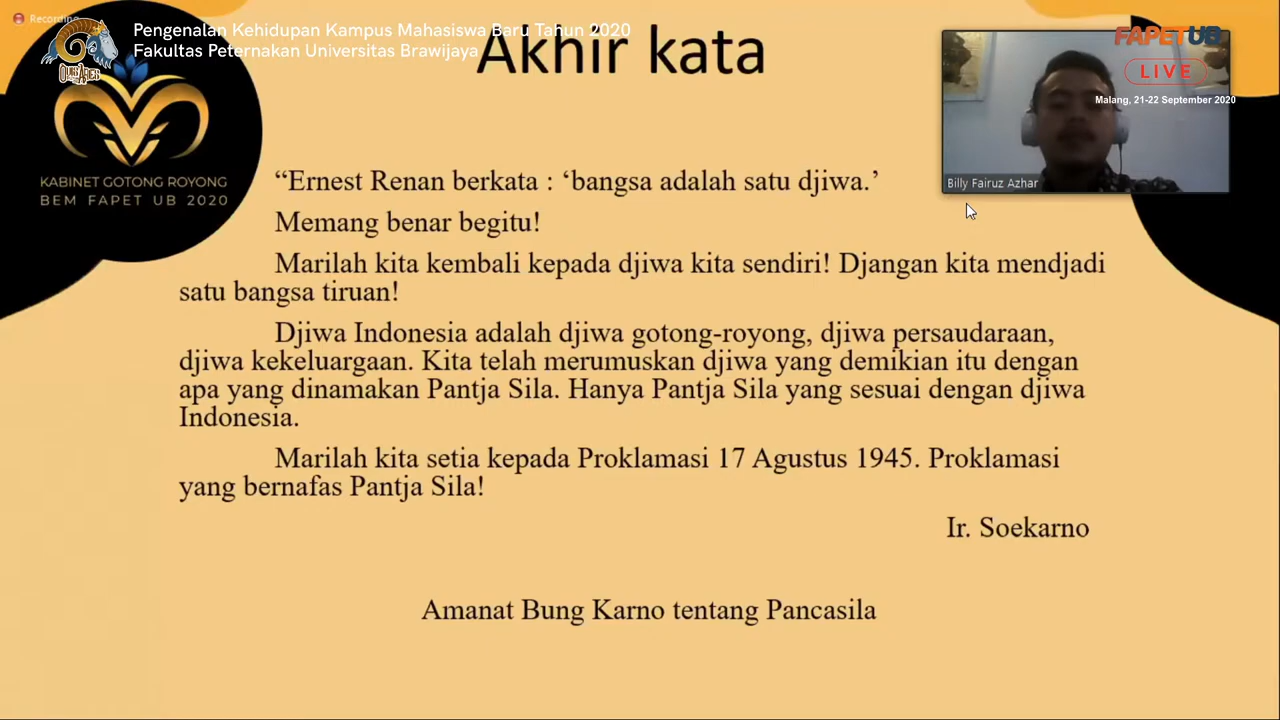 Recording
Pengenalan Kehidupan Kampus Mahasiswa Baru Tahun 2020
Fakultas Peternakan Universitas Brawijaya
Akhir kata
FAPETUB
LIVE
Malang, 21-22 September 2020
KABINET GOTONG ROYONG
BEM FAPET UB 2020
Billy Fairuz Azhar
“Ernest Renan berkata : ‘bangsa adalah satu djiwa.’
Memang benar begitu!
Marilah kita kembali kepada djiwa kita sendiri! Djangan kita mendjadi
satu bangsa tiruan!
Djiwa Indonesia adalah djiwa gotong-royong, djiwa persaudaraan,
djiwa kekeluargaan. Kita telah merumuskan djiwa yang demikian itu dengan
apa yang dinamakan Pantja Sila. Hanya Pantja Sila yang sesuai dengan djiwa
Indonesia.
Marilah kita setia kepada Proklamasi 17 Agustus 1945. Proklamasi
yang bernafas Pantja Sila!
Ir. Soekarno
Amanat Bung Karno tentang Pancasila